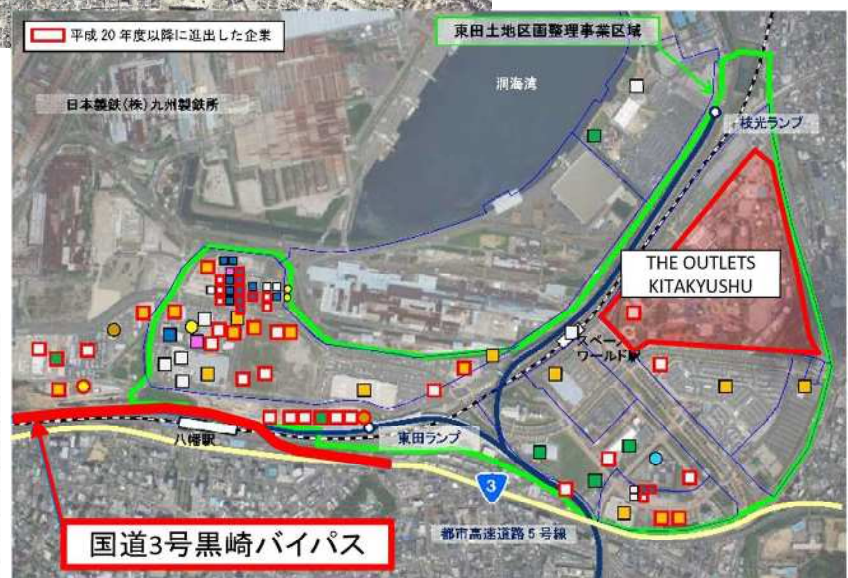 平成20年度以降に進出した企業
東田土地区画整理事業区域
洞海湾
日本製鉄(株)九州製鉄所
枝光ランプ
THE OUTLETS
KITAKYUSHU
スペース
ワールド駅
八幡駅
東田ランプ
3
国道3号黒崎バイパス
都市高速道路5号線